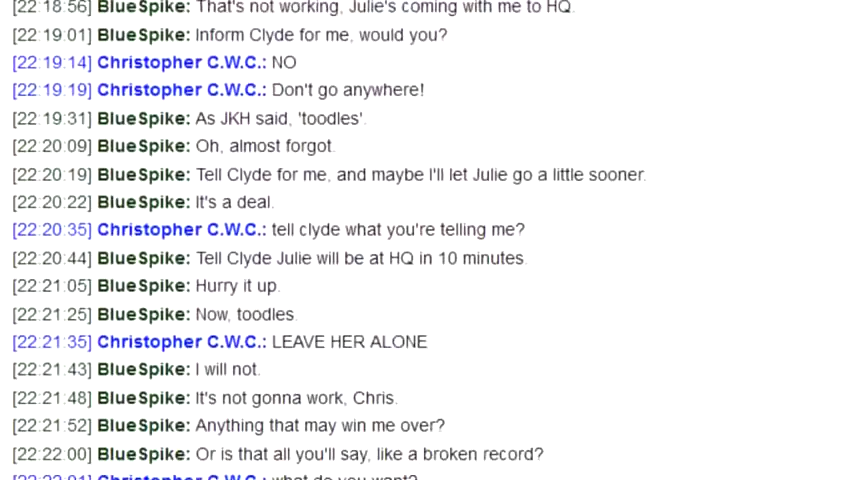 [22:18:56] BlueSpike: That's not working, Julie's coming with me to HQ.
[22:19:01] BlueSpike: Inform Clyde for me, would you?
[22:19:14] Christopher C.W.C.: NO
[22:19:19] Christopher C.W.C.: Don't go anywhere!
[22:19:31] BlueSpike: As JKH said, 'toodles'.
[22:20:09] BlueSpike: Oh, almost forgot.
[22:20:19] BlueSpike: Tell Clyde for me, and maybe I'll let Julie go a little sooner.
[22:20:22] BlueSpike: It's a deal.
[22:20:35] Christopher C.W.C.: tell clyde what you're telling me?
[22:20:44] BlueSpike: Tell Clyde Julie will be at HQ in 10 minutes.
[22:21:05] BlueSpike: Hurry it up.
[22:21:25] BlueSpike: Now, toodles.
[22:21:35] Christopher C.W.C.: LEAVE HER ALONE
[22:21:43] BlueSpike: I will not.
[22:21:48] BlueSpike: It's not gonna work, Chris.
[22:21:52] BlueSpike: Anything that may win me over?
[22:22:00] BlueSpike: Or is that all you'll say, like a broken record?
[22:22:01] Christopher C.W.C.: what do you want?